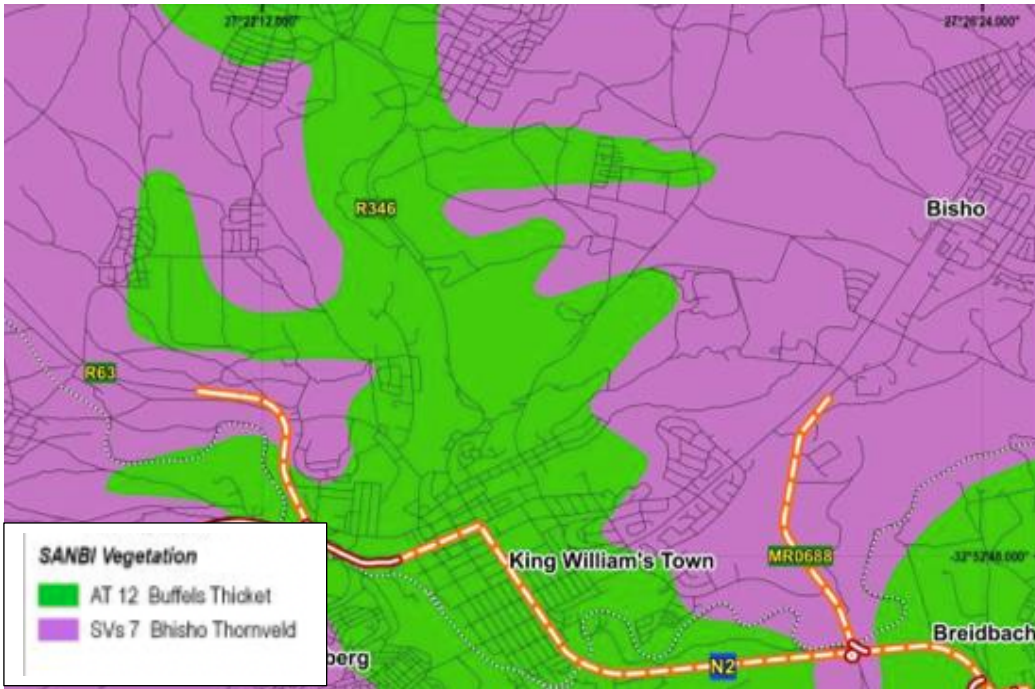 27°22'12.000"
27°26'24.000"
R346
Bisho
R63
SANBI Vegetation
AT 12 Buffels Thicket
SVs 7 Bhisho Thornveld
King William's Town
MR0688
-32°52'48.000"
berg
N2
Breidbach